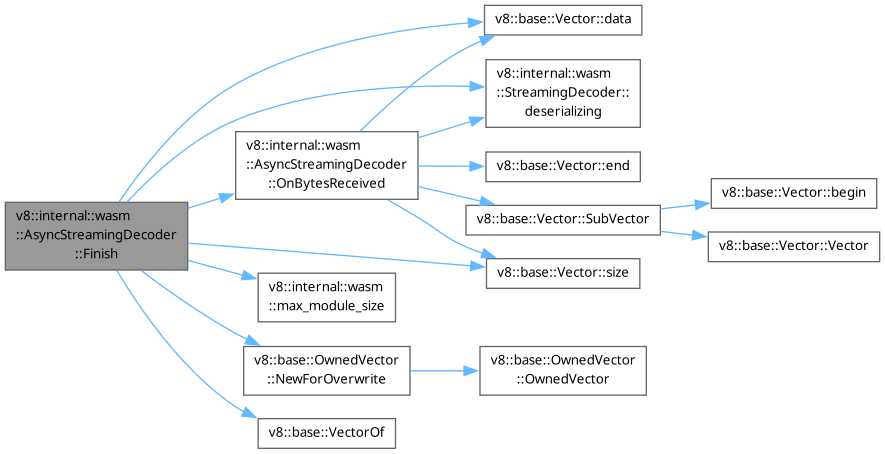 v8::base::Vector::data
v8::internal::wasm
::StreamingDecoder::
deserializing
v8::internal::wasm
::AsyncStreamingDecoder
::OnBytesReceived
v8::base::Vector::end
v8::base::Vector::begin
v8::base::Vector::SubVector
v8::internal::wasm
::AsyncStreamingDecoder
::Finish
v8::base::Vector::Vector
v8::base::Vector::size
v8::internal::wasm
::max_module_size
v8::base::OwnedVector
::NewForOverwrite
v8::base::OwnedVector
::OwnedVector
v8::base::VectorOf